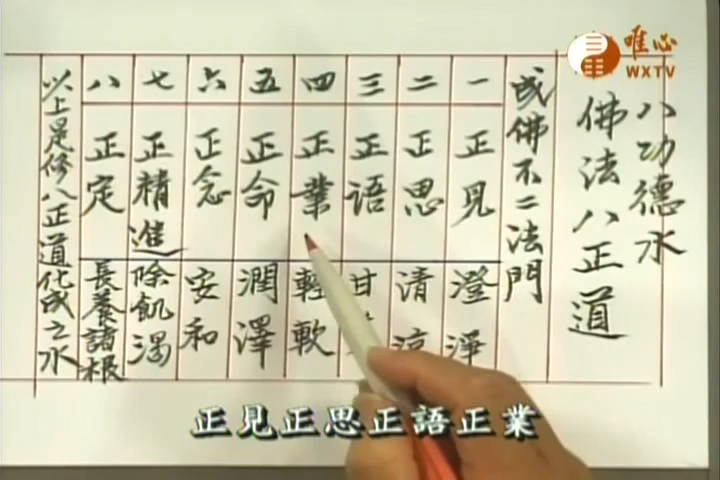 唯心
WXTV
八功德水
佛法八正道
成佛不二法門
一 正見 澄淨
二 正思 清涼
三 正語 甘
四 正業 輕軟
五 正命 潤澤
六 正念 安和
七 正精進 除飢渴
八 正定 長養諸根
以上是修八正道化成之水
正見正思正語正業